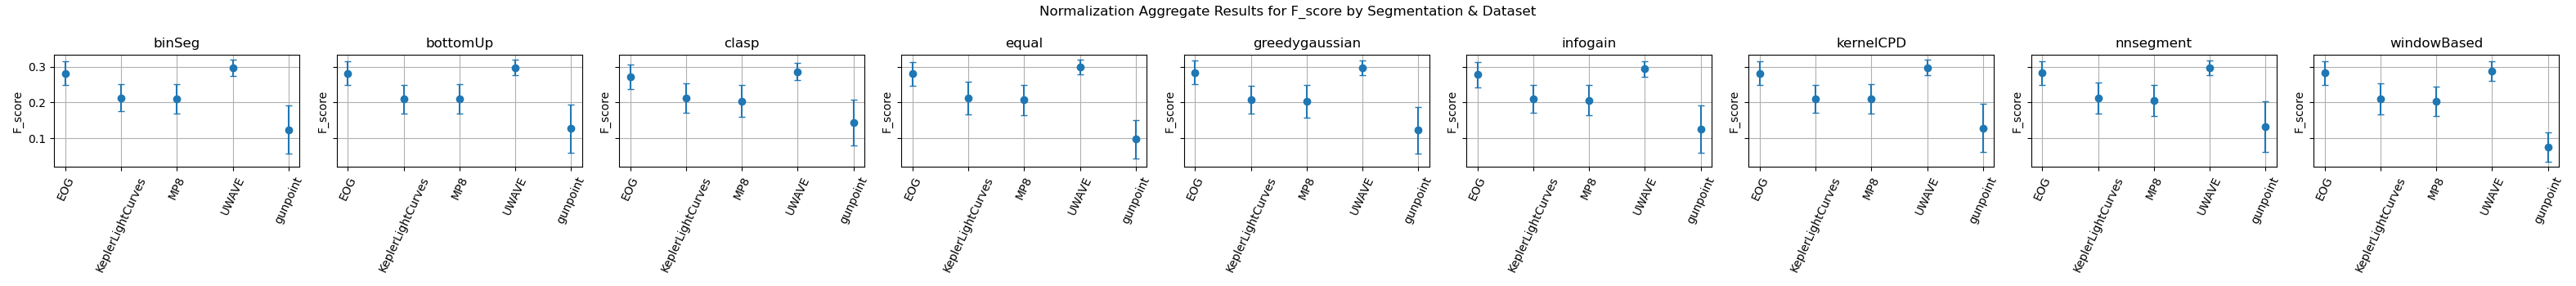 Normalization Aggregate Results for F_score by Segmentation & Dataset
binSeg
F_score
0.3
0.2
0.1
EOG
KeplerLightCurves
MP8
UWAVE
gunpoint
bottomUp
F_score
EOG
KeplerLightCurves
MP8
UWAVE
gunpoint
clasp
F_score
EOG
KeplerLightCurves
MP8
UWAVE
gunpoint
equal
F_score
EOG
KeplerLightCurves
MP8
UWAVE
gunpoint
greedygaussian
F_score
EOG
KeplerLightCurves
MP8
UWAVE
gunpoint
infogain
F_score
EOG
KeplerLightCurves
MP8
UWAVE
gunpoint
kernelCPD
F_score
EOG
KeplerLightCurves
MP8
UWAVE
gunpoint
nnsegment
F_score
EOG
KeplerLightCurves
MP8
UWAVE
gunpoint
windowBased
F_score
EOG
KeplerLightCurves
MP8
UWAVE
gunpoint